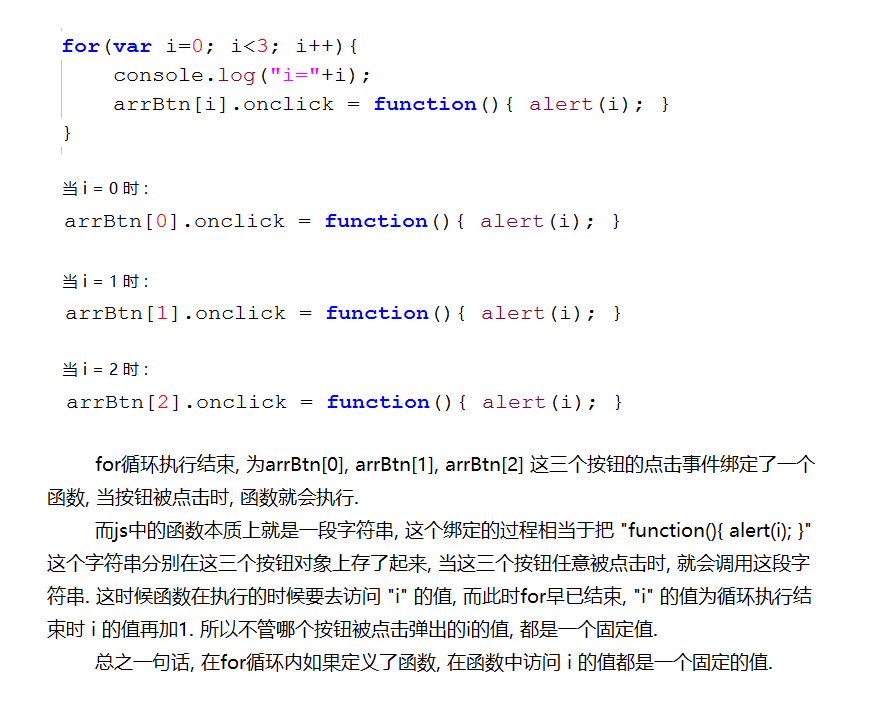 for(var i=0; i<3; i++){
console.log("i="+i);
arrBtn[i].onclick = function(){ alert(i); }
}
当 i = 0 时 :
arrBtn[0].onclick = function(){ alert(i); }
当 i = 1 时 :
arrBtn[1].onclick = function(){ alert(i); }
当 i = 2 时 :
arrBtn[2].onclick = function(){ alert(i); }
for循环执行结束, 为arrBtn[0], arrBtn[1], arrBtn[2] 这三个按钮的点击事件绑定了一个
函数, 当按钮被点击时, 函数就会执行.
而js中的函数本质上就是一段字符串, 这个绑定的过程相当于把 "function(){ alert(i); }"
这个字符串分别在这三个按钮对象上存了起来, 当这三个按钮任意被点击时, 就会调用这段字
符串. 这时候函数在执行的时候要去访问 "i" 的值, 而此时for早已结束, "i" 的值为循环执行结
束时 i 的值再加1. 所以不管哪个按钮被点击弹出的i的值, 都是一个固定值.
总之一句话, 在for循环内如果定义了函数, 在函数中访问 i 的值都是一个固定的值.